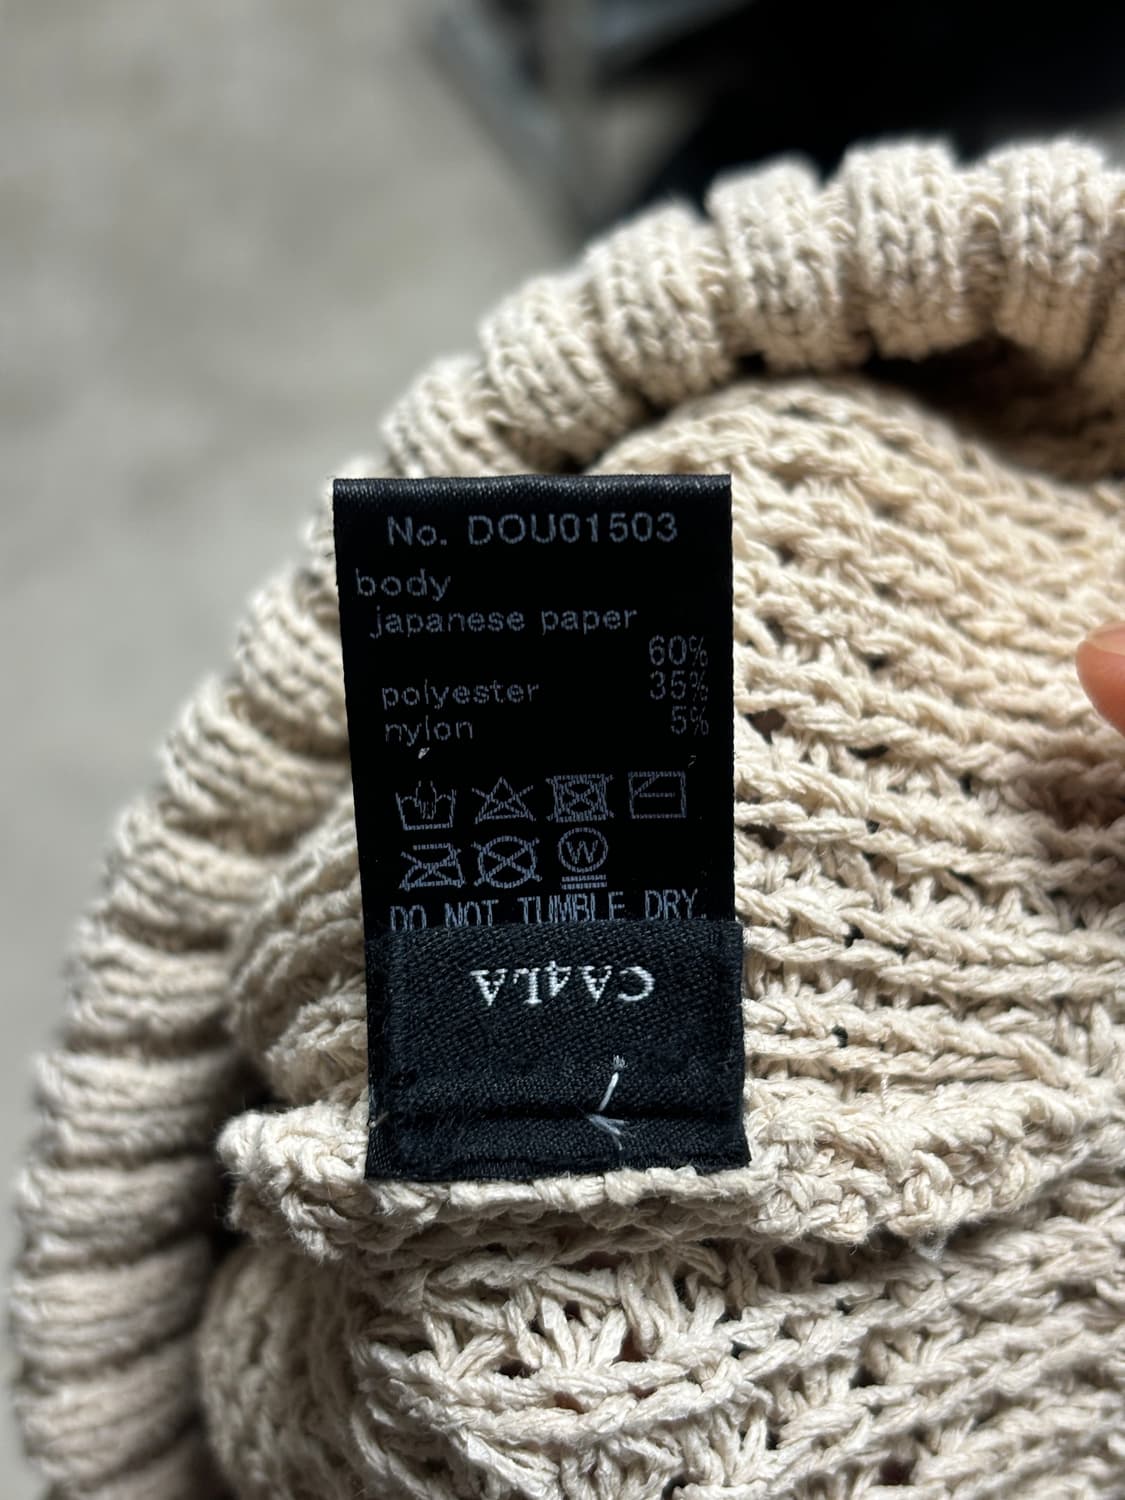 No. DOU01503
body
japanese paper
60%
polyester 35%
nylon 5%
W
DO NOT TUMBLE DRY.
CA4LA